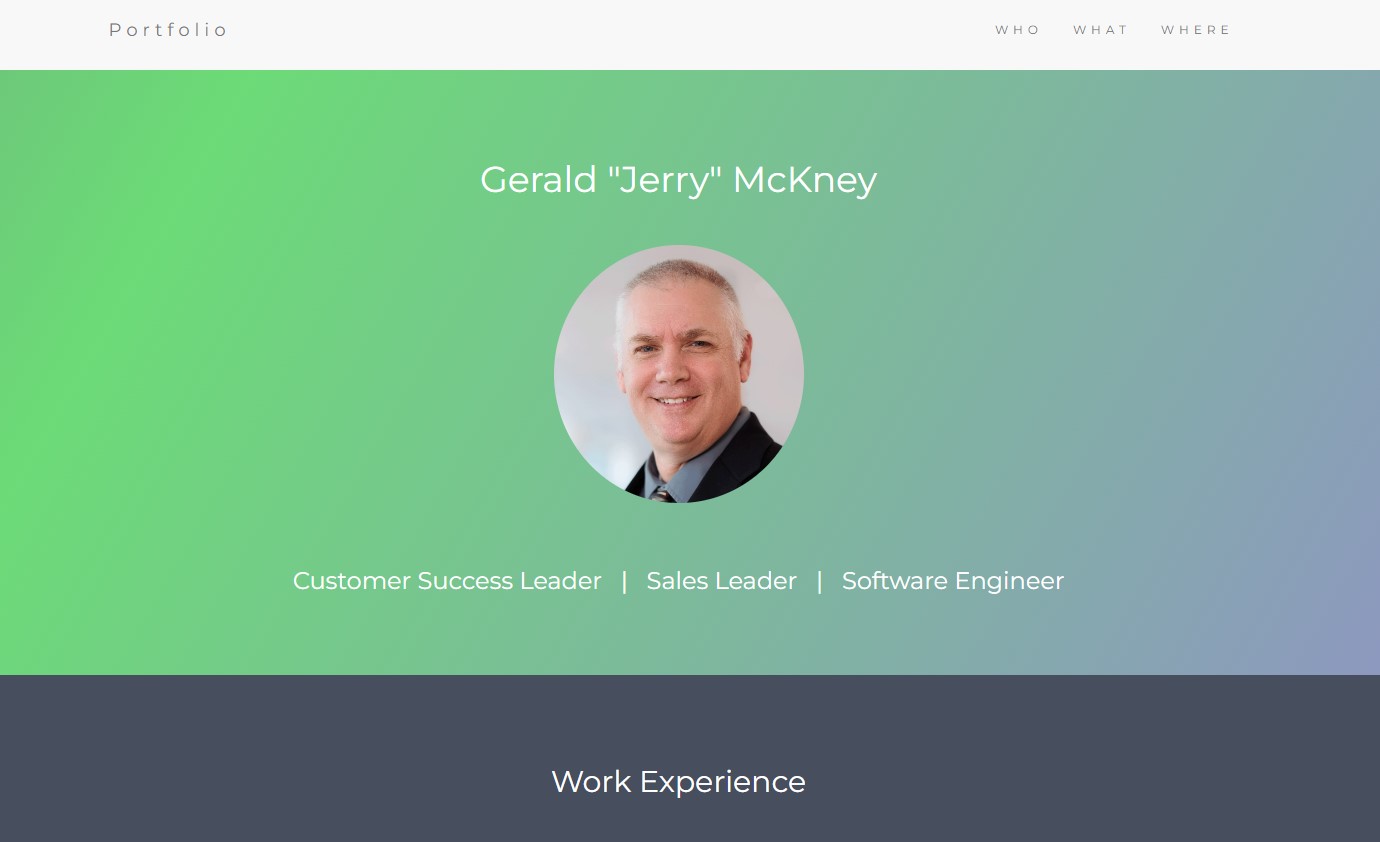 Portfolio WHO WHAT WHERE
Gerald "Jerry" McKney
Customer Success Leader | Sales Leader | Software Engineer
Work Experience